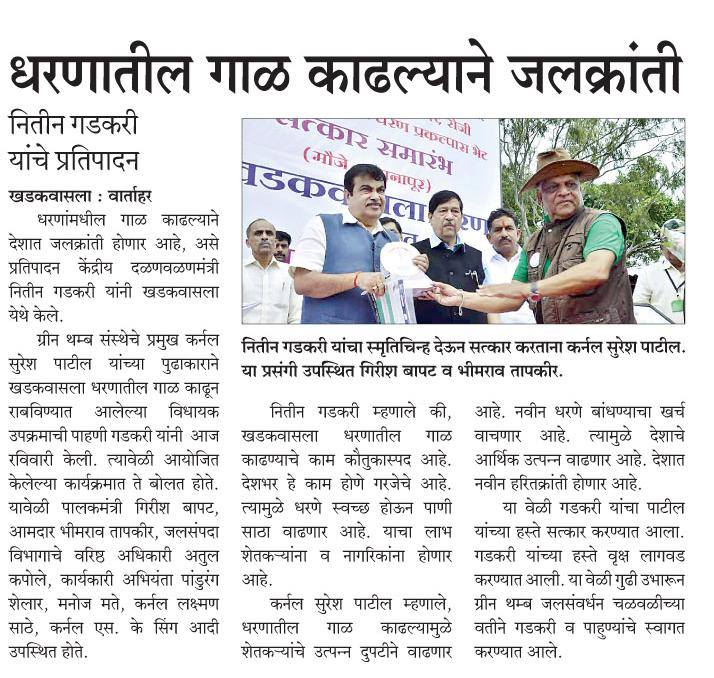 धरणातील गाळ काढल्याने जलक्रांती
नितीन गडकरी
यांचे प्रतिपादन
खडकवासला : वार्ताहर
धरणांमधील गाळ काढल्याने
देशात जलक्रांती होणार आहे, असे
प्रतिपादन केंद्रीय दळणवळणमंत्री
नितीन गडकरी यांनी खडकवासला
येथे केले.
ग्रीन थम्ब संस्थेचे प्रमुख कर्नल
सुरेश पाटील यांच्या पुढाकाराने
खडकवासला धरणातील गाळ काढून
राबविण्यात आलेल्या विधायक
उपक्रमाची पाहणी गडकरी यांनी आज
रविवारी केली. त्यावेळी आयोजित
केलेल्या कार्यक्रमात ते बोलत होते.
यावेळी पालकमंत्री गिरीश बापट,
आमदार भीमराव तापकीर, जलसंपदा
विभागाचे वरिष्ठ अधिकारी अतुल
कपोले, कार्यकारी अभियंता पांडुरंग
शेलार, मनोज मते, कर्नल लक्ष्मण
साठे, कर्नल एस. के सिंग आदी
उपस्थित होते.
रोजी
धरण प्रकल्पास भेट
सत्कार समारंभ
(मौजे नापूर)
खडकवासला धरण
नितीन गडकरी यांचा स्मृतिचिन्ह देऊन सत्कार करताना कर्नल सुरेश पाटील.
या प्रसंगी उपस्थित गिरीश बापट व भीमराव तापकीर.
नितीन गडकरी म्हणाले की,
खडकवासला धरणातील गाळ
काढण्याचे काम कौतुकास्पद आहे.
देशभर हे काम होणे गरजेचे आहे.
त्यामुळे धरणे स्वच्छ होऊन पाणी
साठा वाढणार आहे. याचा लाभ
शेतकऱ्यांना व नागरिकांना होणार
आहे.
कर्नल सुरेश पाटील म्हणाले,
धरणातील गाळ काढल्यामुळे
शेतकऱ्यांचे उत्पन्न दुपटीने वाढणार
आहे. नवीन धरणे बांधण्याचा खर्च
वाचणार आहे. त्यामुळे देशाचे
आर्थिक उत्पन्न वाढणार आहे. देशात
नवीन हरितक्रांती होणार आहे.
या वेळी गडकरी यांचा पाटील
यांच्या हस्ते सत्कार करण्यात आला.
गडकरी यांच्या हस्ते वृक्ष लागवड
करण्यात आली. या वेळी गुढी उभारून
ग्रीन थम्ब जलसंवर्धन चळवळीच्या
वतीने गडकरी व पाहुण्यांचे स्वागत
करण्यात आले.